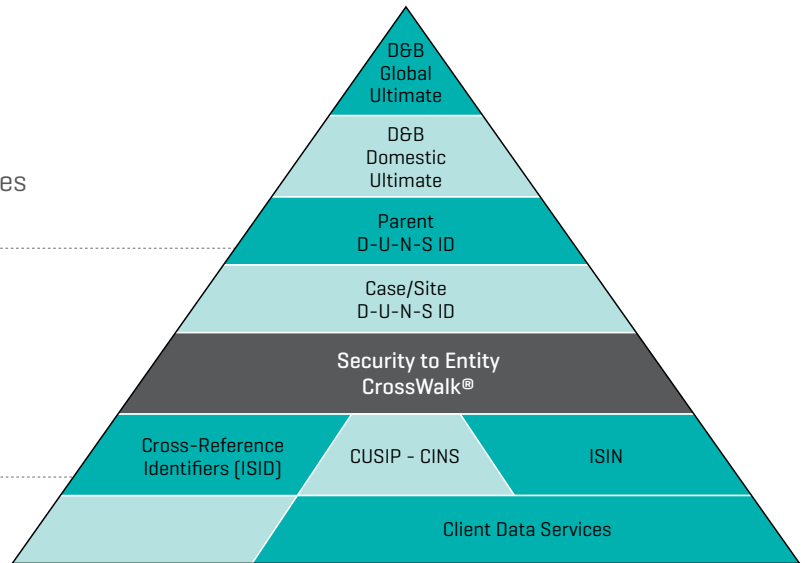 D&B
Global
Ultimate
D&B
Domestic
Ultimate
es
Parent
D-U-N-S ID
Case/Site
D-U-N-S ID
Security to Entity
CrossWalk®
Cross-Reference
Identifiers (ISID)
CUSIP - CINS
ISIN
Client Data Services